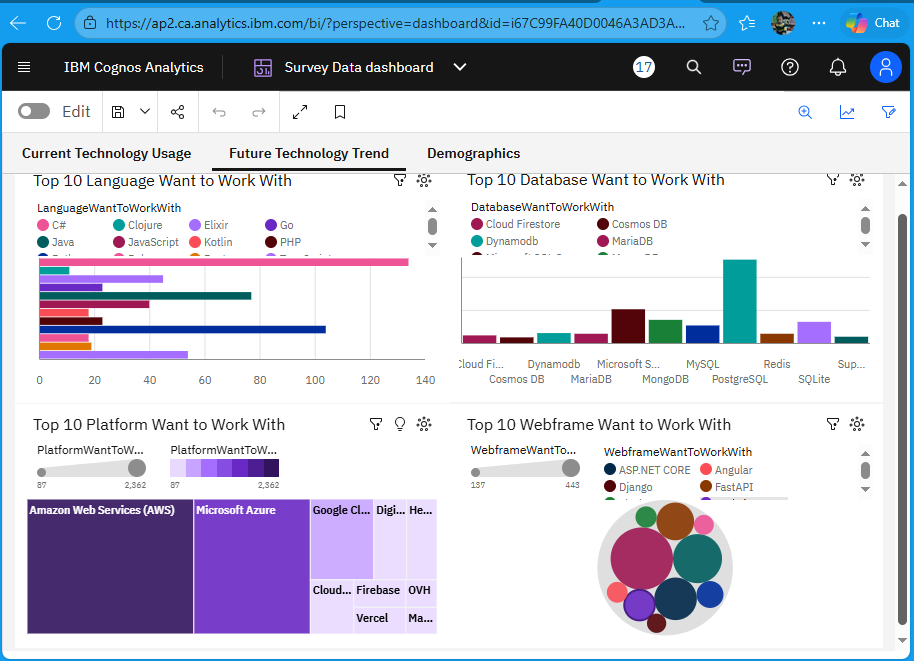 https://ap2.ca.analytics.ibm.com/bi/?perspective=dashboard&id=i67C99FA40D0046A3AD3A...
Chat
IBM Cognos Analytics
Survey Data dashboard
17
Edit
Current Technology Usage
Future Technology Trend
Demographics
Top 10 Language Want to Work With
LanguageWantToWorkWith
C#
Clojure
Elixir
Go
Java
JavaScript
Kotlin
PHP
0 20 40 60 80 100 120 140
Top 10 Database Want to Work With
DatabaseWantToWorkWith
Cloud Firestore
Cosmos DB
Dynamodb
MariaDB
Cloud Fi...
Dynamodb
Microsoft S...
MySQL
Redis
Sup...
Cosmos DB
MariaDB
MongoDB
PostgreSQL
SQLite
Top 10 Platform Want to Work With
PlatformWantToW...
87 2,362
PlatformWantToW...
87 2,362
Amazon Web Services (AWS)
Microsoft Azure
Google Cl...
Digi...
He...
Cloud...
Firebase
OVH
Vercel
Ma...
Top 10 Webframe Want to Work With
WebframeWantTo...
137 443
WebframeWantToWorkWith
ASP.NET CORE
Angular
Django
FastAPI